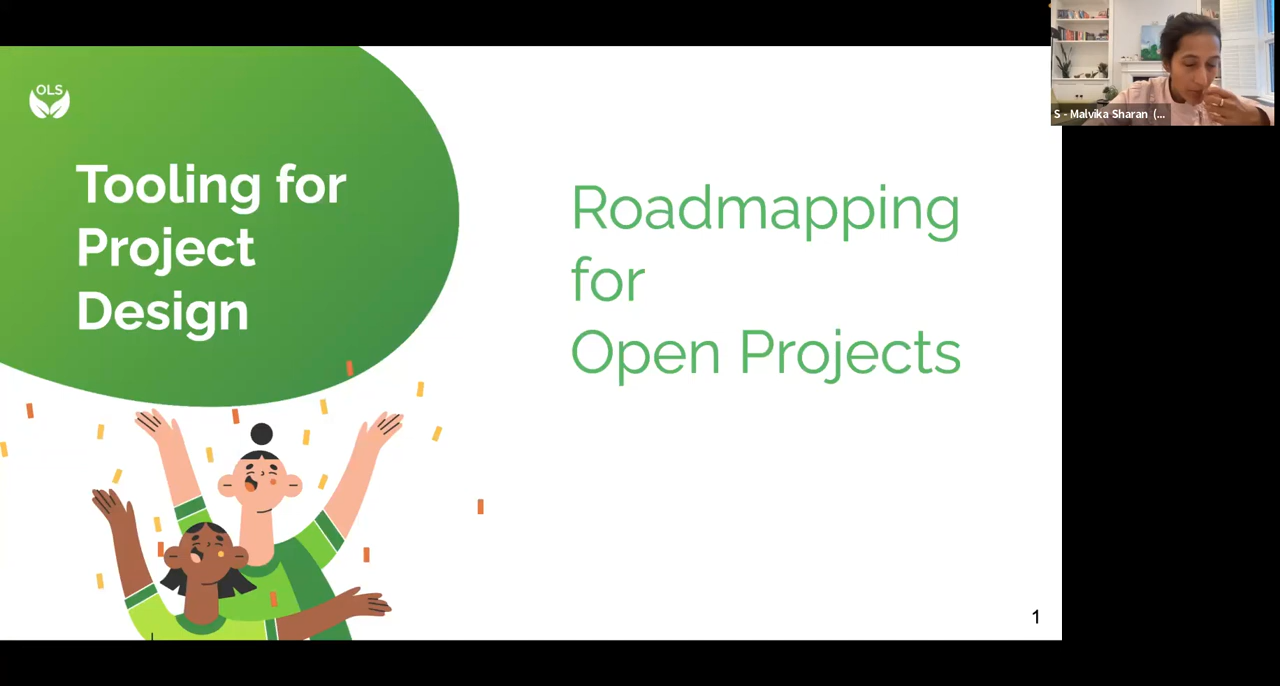 OLS
Tooling for
Project
Design
Roadmapping
for
Open Projects
1
S - Malvika Sharan (...